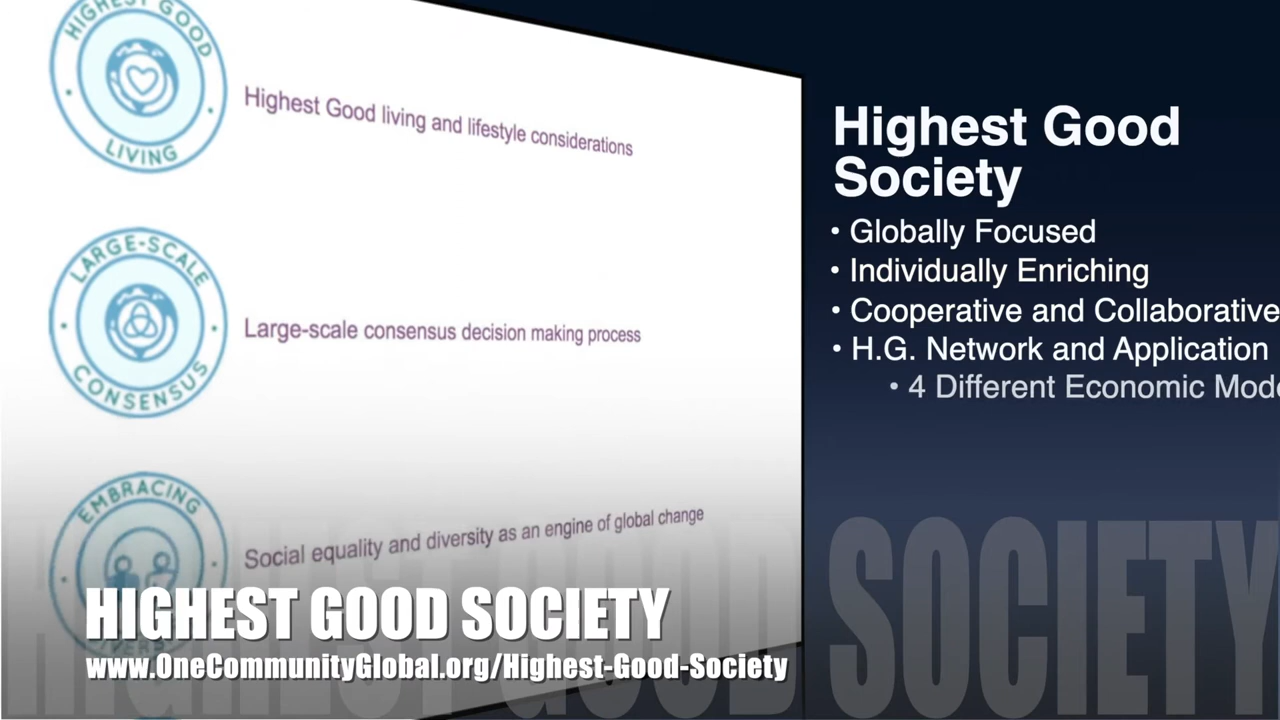 HIGHEST GOOD
LIVING
Highest Good living and lifestyle considerations
LARGE-SCALE
CONSENSUS
Large-scale consensus decision making process
EMBRACING
Social equality and diversity as an engine of global change
Highest Good
Society
• Globally Focused
• Individually Enriching
• Cooperative and Collaborative
• H.G. Network and Application
• 4 Different Economic
HIGHEST GOOD SOCIETY
HIGHEST GOOD SOCIETY
www.OneCommunityGlobal.org/Highest-Good-Society